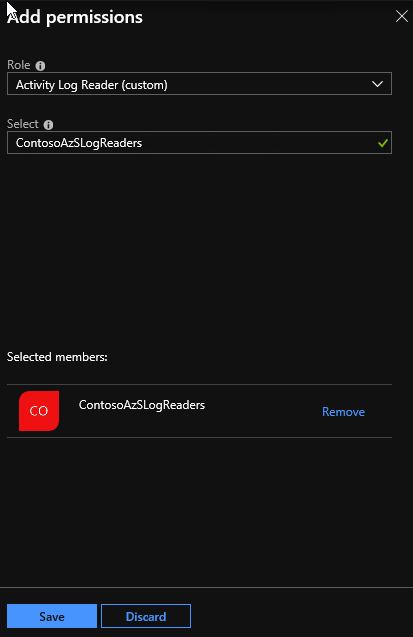 Add permissions
Role
Activity Log Reader (custom)
Select
ContosoAzSLogReaders
Selected members:
CO
ContosoAzSLogReaders
Remove
Save
Discard